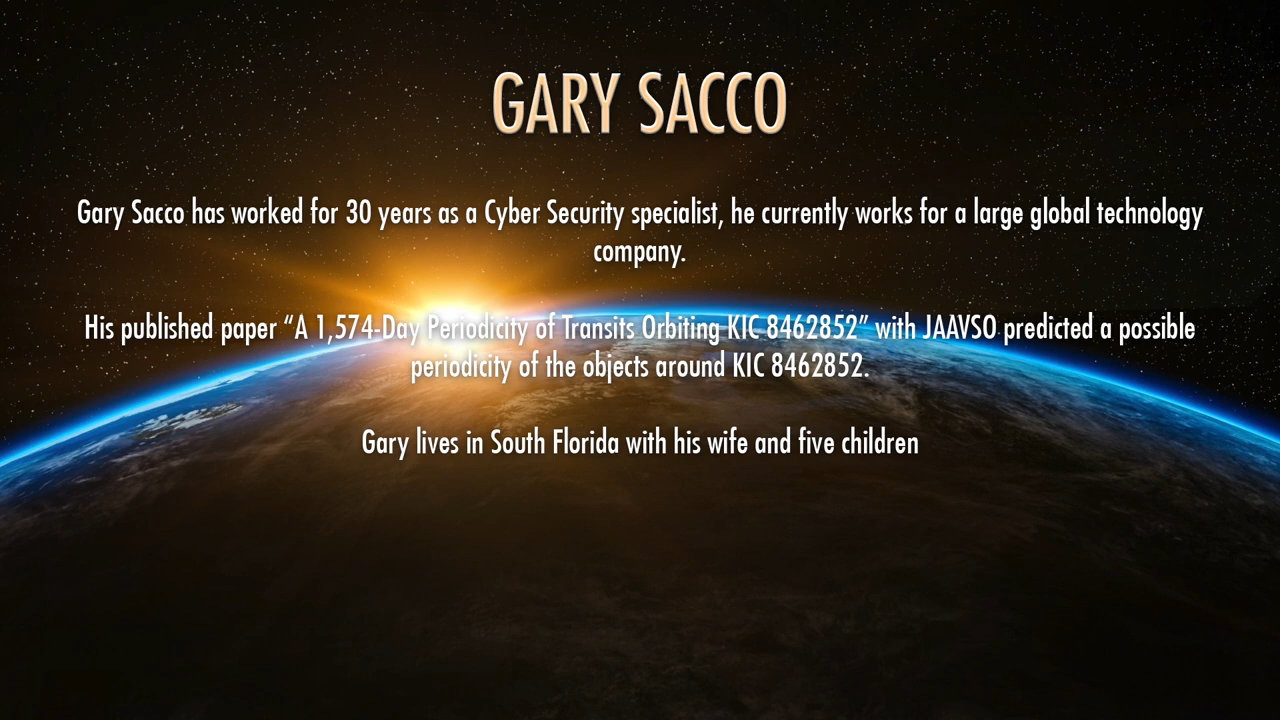 GARY SACCO
Gary Sacco has worked for 30 years as a Cyber Security specialist, he currently works for a large global technology
company.
His published paper “A 1,574-Day Periodicity of Transits Orbiting KIC 8462852” with JAAVSO predicted a possible
periodicity of the objects around KIC 8462852.
Gary lives in South Florida with his wife and five children